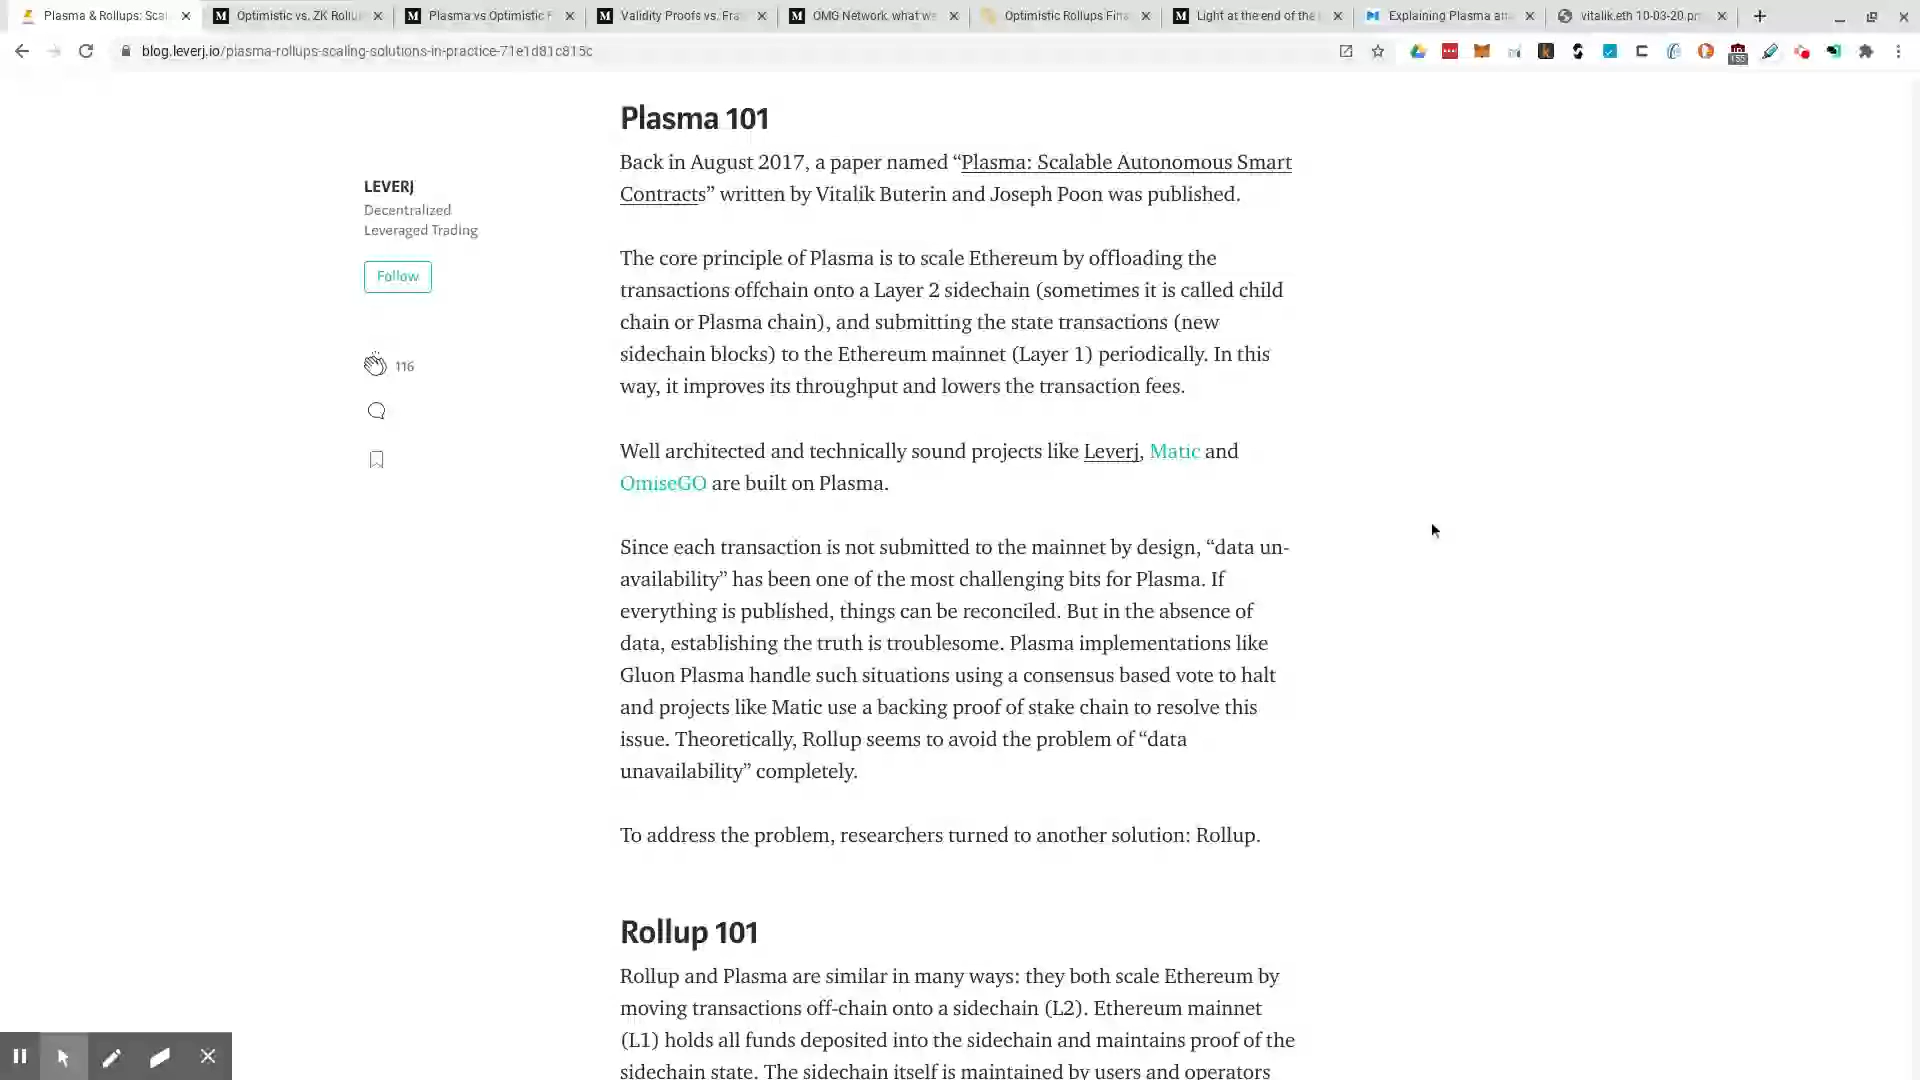 Plasma & Rollups: Scal
Optimistic vs. ZK Rollu
Plasma vs Optimistic
Validity Proofs vs. Fra
OMG Network. what we
Optimistic Rollups Fina
Light at the end of the
Explaining Plasma an
vitalik.eth 10-03-20.pn
blog.leverj.io/plasma-rollups-scaling-solutions-in-practice-71e1d81c815c
155
Plasma 101
Back in August 2017, a paper named “Plasma: Scalable Autonomous Smart
Contracts” written by Vitalik Buterin and Joseph Poon was published.
LEVERJ
Decentralized
Leveraged Trading
Follow
116
The core principle of Plasma is to scale Ethereum by offloading the
transactions offchain onto a Layer 2 sidechain (sometimes it is called child
chain or Plasma chain), and submitting the state transactions (new
sidechain blocks) to the Ethereum mainnet (Layer 1) periodically. In this
way, it improves its throughput and lowers the transaction fees.
Well architected and technically sound projects like Leverj, Matic and
OmiseGO are built on Plasma.
Since each transaction is not submitted to the mainnet by design, “data un-
availability” has been one of the most challenging bits for Plasma. If
everything is published, things can be reconciled. But in the absence of
data, establishing the truth is troublesome. Plasma implementations like
Gluon Plasma handle such situations using a consensus based vote to halt
and projects like Matic use a backing proof of stake chain to resolve this
issue. Theoretically, Rollup seems to avoid the problem of “data
unavailability” completely.
To address the problem, researchers turned to another solution: Rollup.
Rollup 101
Rollup and Plasma are similar in many ways: they both scale Ethereum by
moving transactions off-chain onto a sidechain (L2). Ethereum mainnet
(L1) holds all funds deposited into the sidechain and maintains proof of the
sidechain state. The sidechain itself is maintained by users and operators